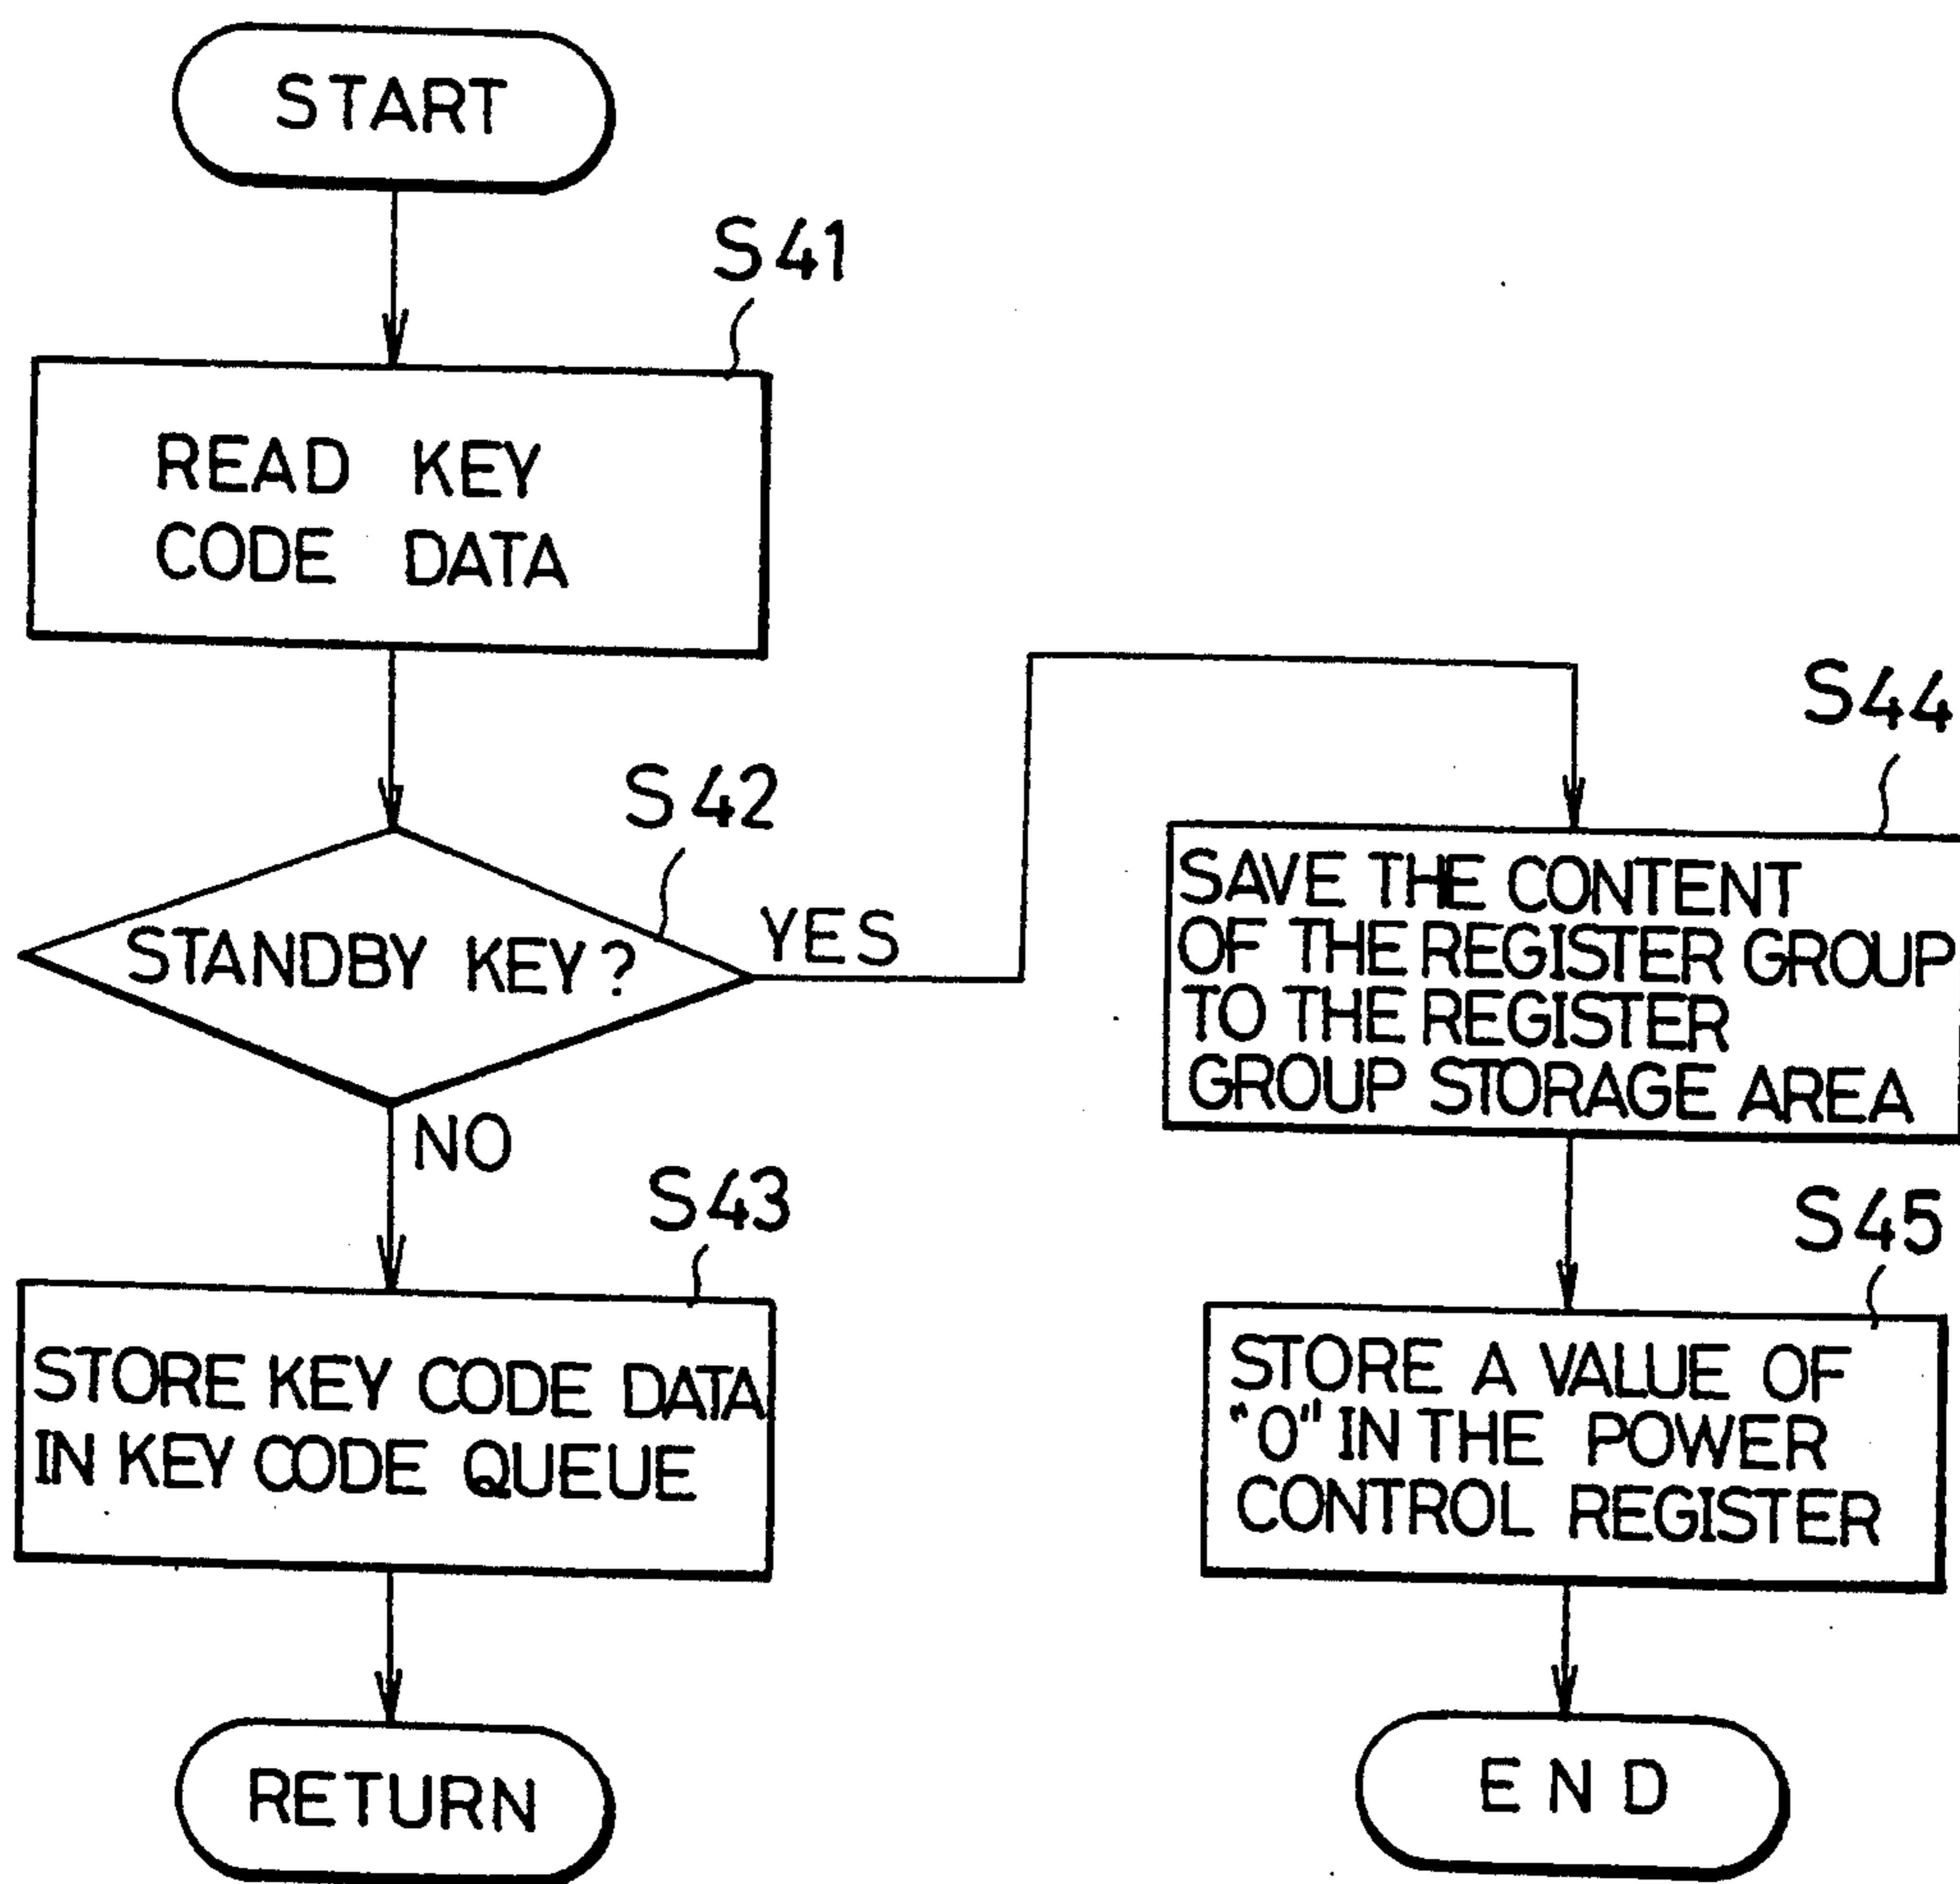 START
S41
READ KEY
CODE DATA
S42
STANDBY KEY?
YES
NO
S43
STORE KEY CODE DATA
IN KEY CODE QUEUE
RETURN
S44
SAVE THE CONTENT
OF THE REGISTER GROUP
TO THE REGISTER
GROUP STORAGE AREA
S45
STORE A VALUE OF
"0" IN THE POWER
CONTROL REGISTER
END